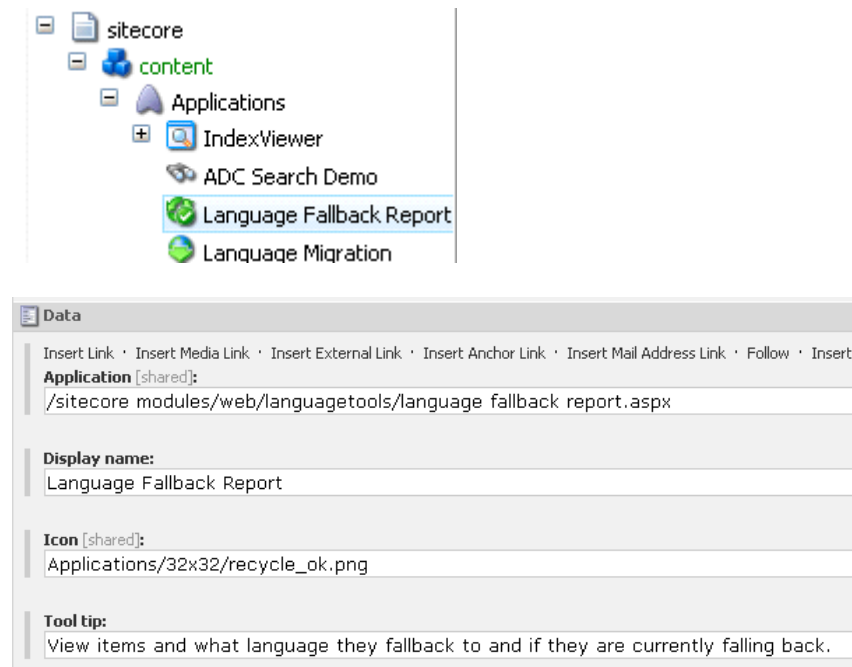 sitecore
content
Applications
IndexViewer
ADC Search Demo
Language Fallback Report
Language Migration
Data
Insert Link · Insert Media Link · Insert External Link · Insert Anchor Link · Insert Mail Address Link · Follow · Insert
Application [shared]:
/sitecore modules/web/languagetools/language fallback report.aspx
Display name:
Language Fallback Report
Icon [shared]:
Applications/32x32/recycle_ok.png
Tool tip:
View items and what language they fallback to and if they are currently falling back.